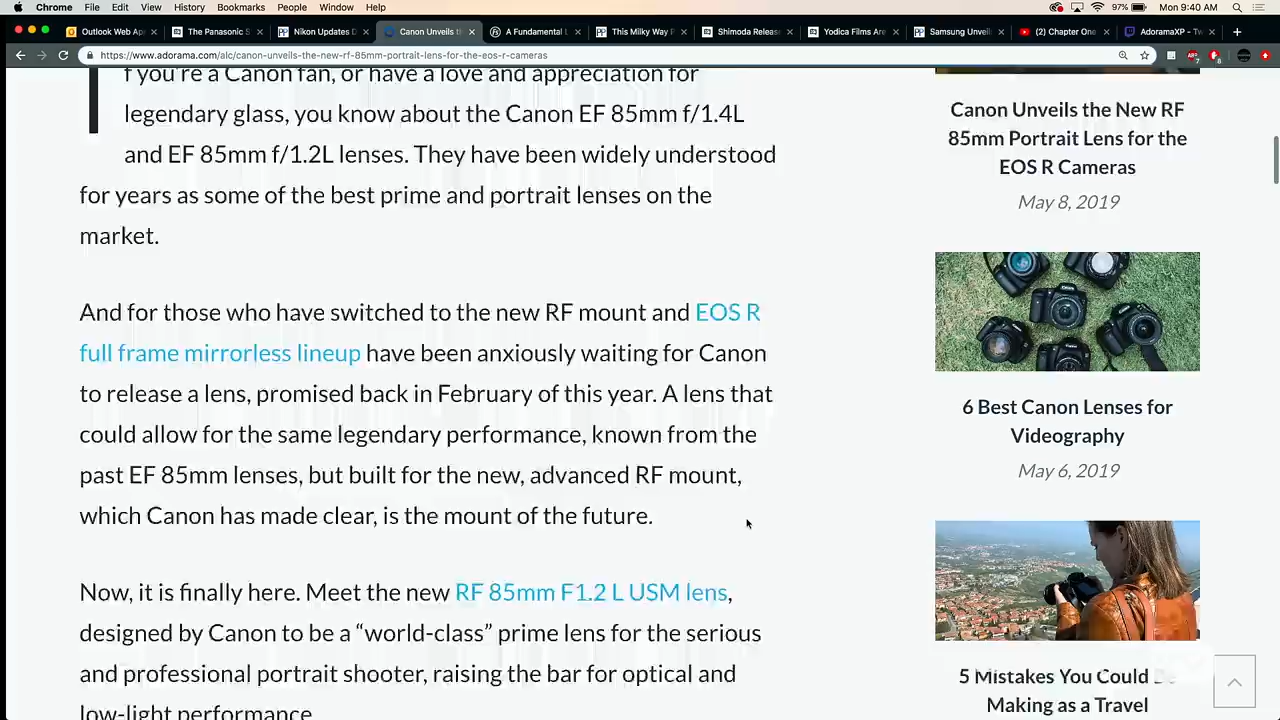 Chrome File Edit View History Bookmarks People Window Help
97% Mon 9:40 AM
Outlook Web Ap
The Panasonic S
Nikon Updates D
Canon Unveils t
A Fundamental L
This Milky Way P
Shimoda Releas
Yodica Films Are
Samsung Unveil
(2) Chapter One
AdoramaXP - Tw
https://www.adorama.com/alc/canon-unveils-the-new-rf-85mm-portrait-lens-for-the-eos-r-cameras
If you're a Canon fan, or have a love and appreciation for
legendary glass, you know about the Canon EF 85mm f/1.4L
and EF 85mm f/1.2L lenses. They have been widely understood
for years as some of the best prime and portrait lenses on the
market.
And for those who have switched to the new RF mount and EOS R
full frame mirrorless lineup have been anxiously waiting for Canon
to release a lens, promised back in February of this year. A lens that
could allow for the same legendary performance, known from the
past EF 85mm lenses, but built for the new, advanced RF mount,
which Canon has made clear, is the mount of the future.
Now, it is finally here. Meet the new RF 85mm F1.2 L USM lens,
designed by Canon to be a “world-class” prime lens for the serious
and professional portrait shooter, raising the bar for optical and
low-light performance
Canon Unveils the New RF
85mm Portrait Lens for the
EOS R Cameras
May 8, 2019
6 Best Canon Lenses for
Videography
May 6, 2019
5 Mistakes You Could
Making as a Travel